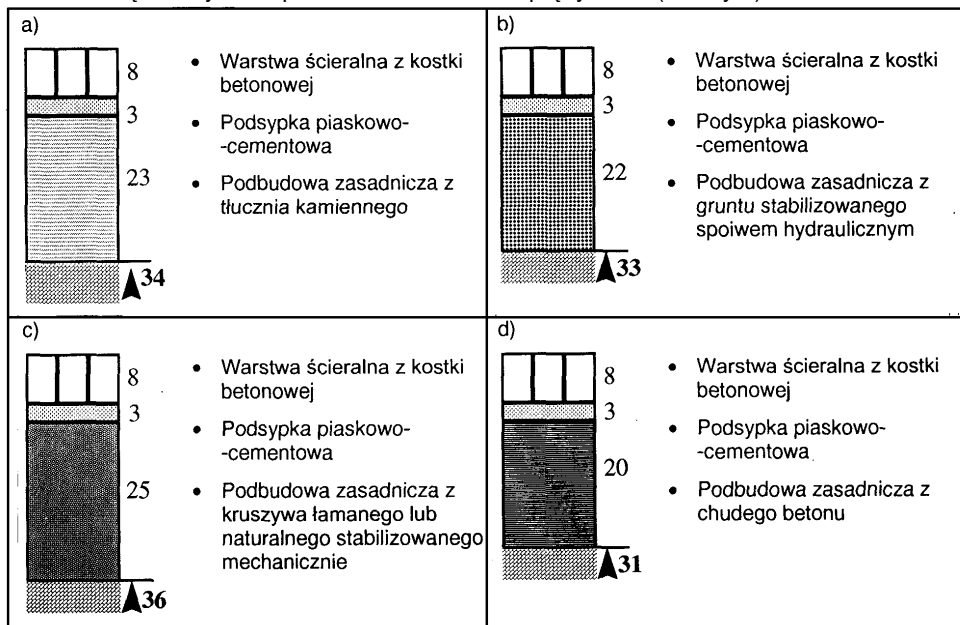 a)
8
3
23
34
• Warstwa ścieralna z kostki
betonowej
• Podsypka piaskowo-
-cementowa
• Podbudowa zasadnicza z
tłucznia kamiennego
b)
8
3
22
33
• Warstwa ścieralna z kostki
betonowej
• Podsypka piaskowo-
-cementowa
• Podbudowa zasadnicza z
gruntu stabilizowanego
spoiwem hydraulicznym
c)
8
3
25
36
• Warstwa ścieralna z kostki
betonowej
• Podsypka piaskowo-
-cementowa
• Podbudowa zasadnicza z
kruszywa łamanego lub
naturalnego stabilizowanego
mechanicznie
d)
8
3
20
31
• Warstwa ścieralna z kostki
betonowej
• Podsypka piaskowo-
-cementowa
• Podbudowa zasadnicza z
chudego betonu